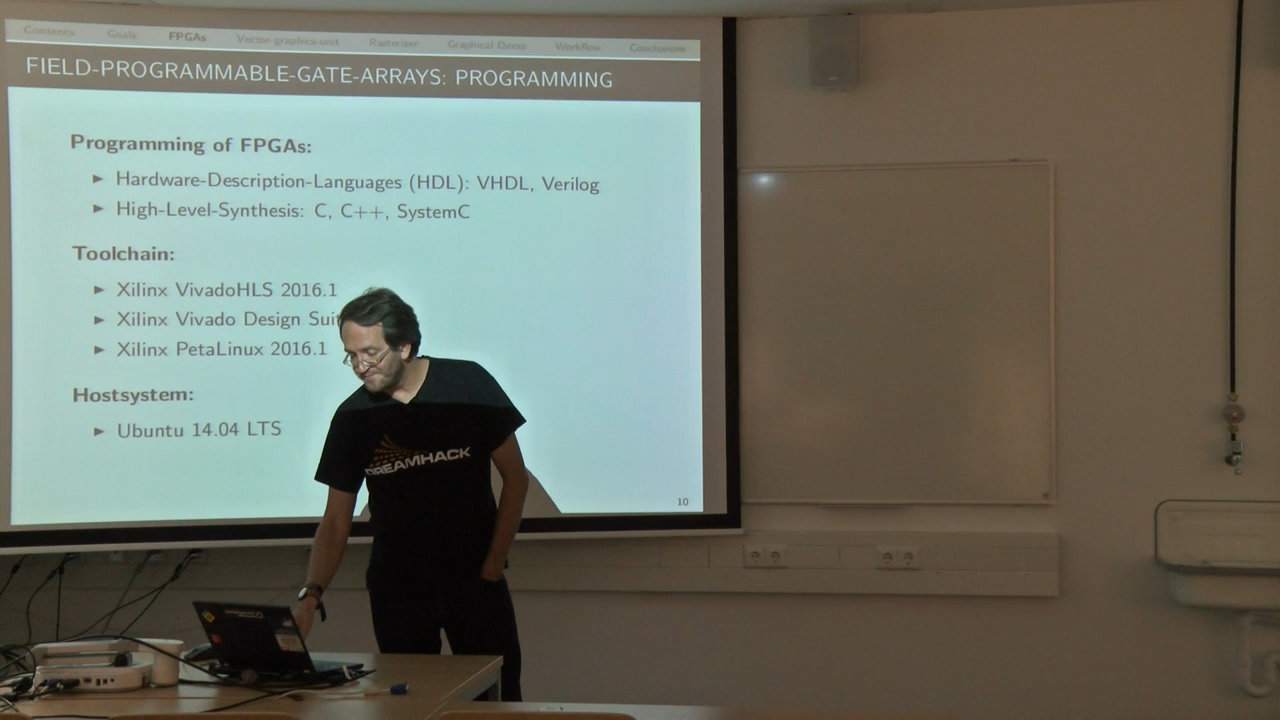 Contents Goals FPGAs Vector-graphics-unit Rasterizer Graphical Demo Workflow Conclusions
FIELD-PROGRAMMABLE-GATE-ARRAYS: PROGRAMMING
Programming of FPGAs:
► Hardware-Description-Languages (HDL): VHDL, Verilog
► High-Level-Synthesis: C, C++, SystemC
Toolchain:
► Xilinx VivadoHLS 2016.1
► Xilinx Vivado Design
► Xilinx PetaLinux 2016.1
Hostsystem:
► Ubuntu 14.04 LTS
10
DREAMHACK